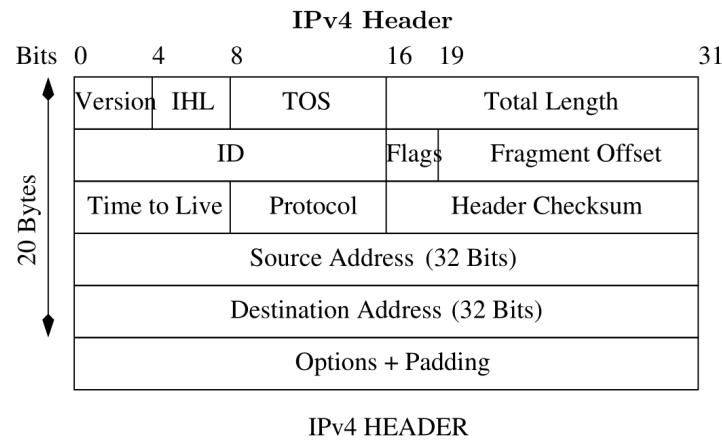 IPv4 Header
Bits 0 4 8 16 19 31
Version IHL TOS Total Length
ID Flags Fragment Offset
Time to Live Protocol Header Checksum
20 Bytes
Source Address (32 Bits)
Destination Address (32 Bits)
Options + Padding
IPv4 HEADER